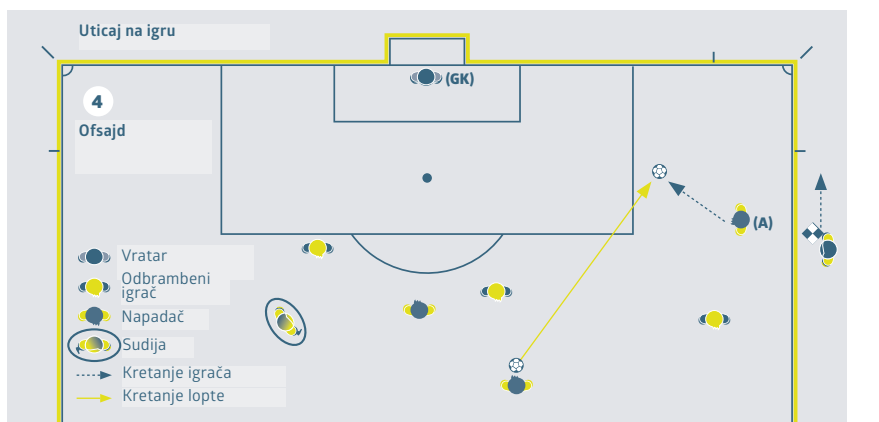 Uticaj na igru
(GK)
4
Ofsajd
(A)
Vratar
Odbrambeni
igrač
Napadač
Sudija
Kretanje igrača
Kretanje lopte